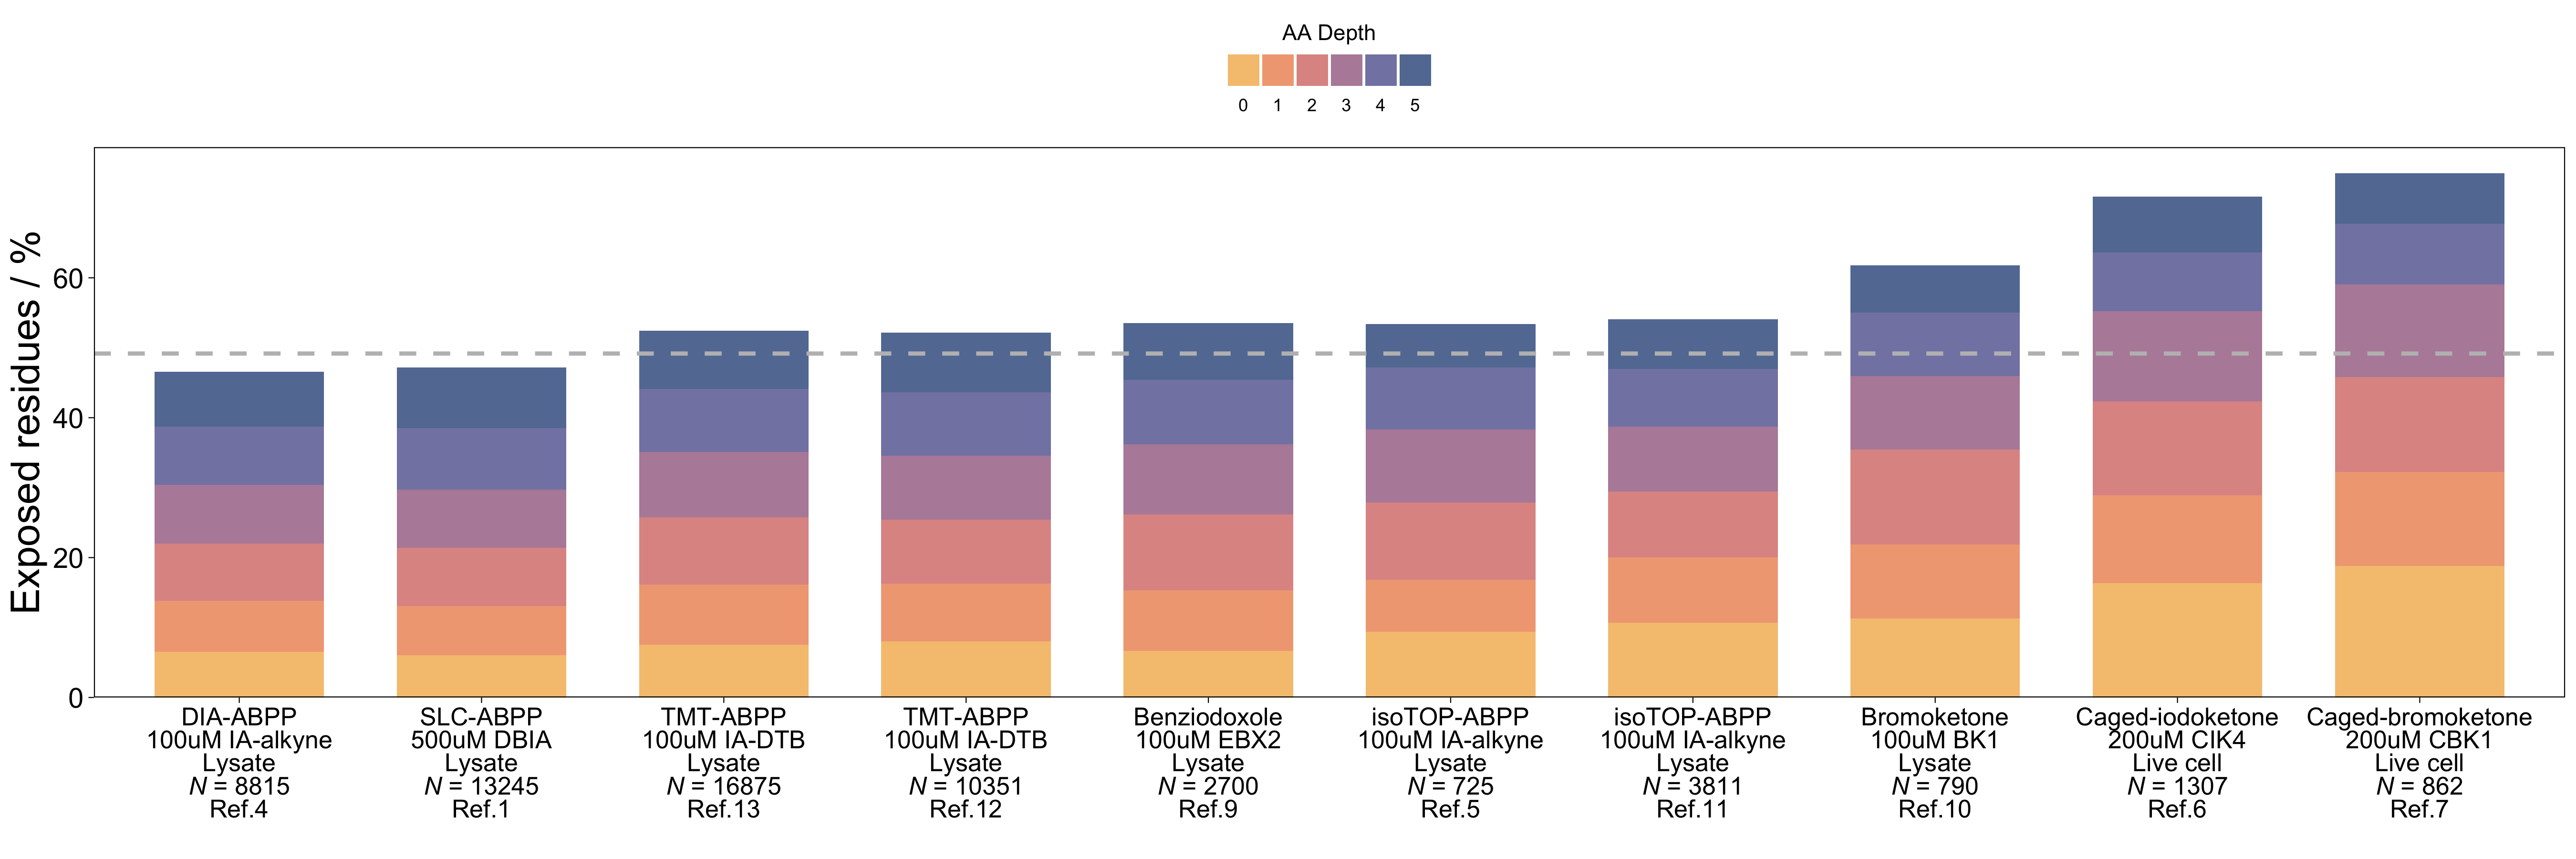 AA Depth
0 1 2 3 4 5
Exposed residues / %
60
40
20
0
DIA-ABPP
100uM IA-alkyne
Lysate
N = 8815
Ref.4
SLC-ABPP
500uM DBIA
Lysate
N = 13245
Ref.1
TMT-ABPP
100uM IA-DTB
Lysate
N = 16875
Ref.13
TMT-ABPP
100uM IA-DTB
Lysate
N = 10351
Ref.12
Benziodoxole
100uM EBX2
Lysate
N = 2700
Ref.9
isoTOP-ABPP
100uM IA-alkyne
Lysate
N = 725
Ref.5
isoTOP-ABPP
100uM IA-alkyne
Lysate
N = 3811
Ref.11
Bromoketone
100uM BK1
Lysate
N = 790
Ref.10
Caged-iodoketone
200uM CIK4
Live cell
N = 1307
Ref.6
Caged-bromoketone
200uM CBK1
Live cell
N = 862
Ref.7